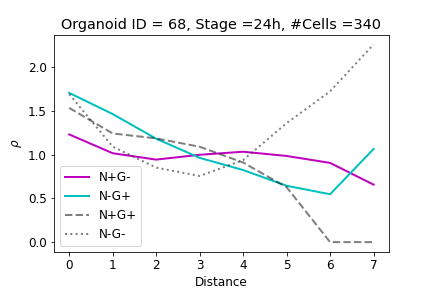 Organoid ID = 68, Stage =24h, #Cells =340
ρ
2.0
1.5
1.0
0.5
0.0
N+G-
N-G+
N+G+
N-G-
0 1 2 3 4 5 6 7
Distance